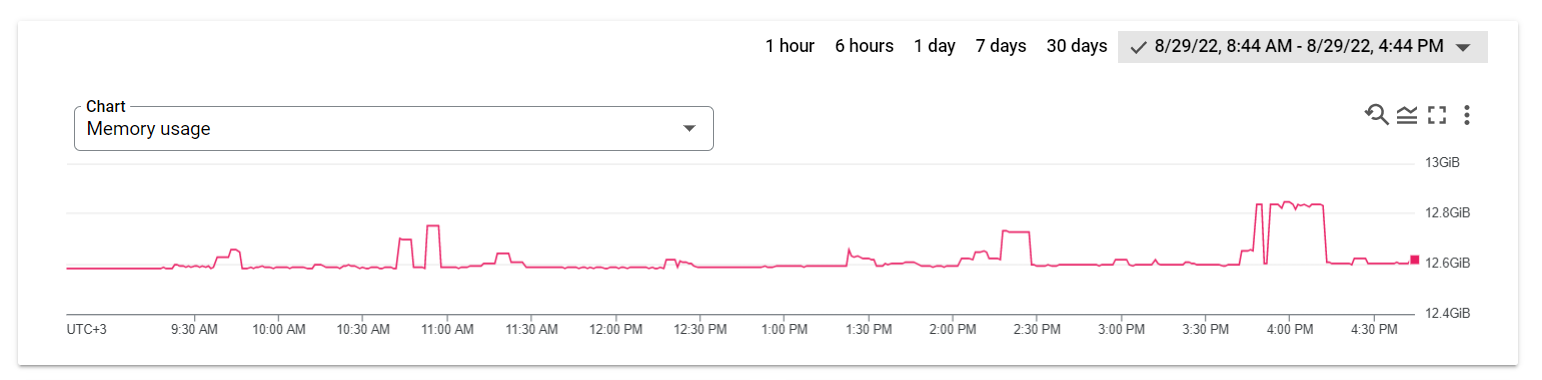 1 hour 6 hours 1 day 7 days 30 days 8/29/22, 8:44 AM - 8/29/22, 4:44 PM
Chart
Memory usage
13GiB
12.8GiB
12.6GiB
12.4GiB
UTC+3 9:30 AM 10:00 AM 10:30 AM 11:00 AM 11:30 AM 12:00 PM 12:30 PM 1:00 PM 1:30 PM 2:00 PM 2:30 PM 3:00 PM 3:30 PM 4:00 PM 4:30 PM